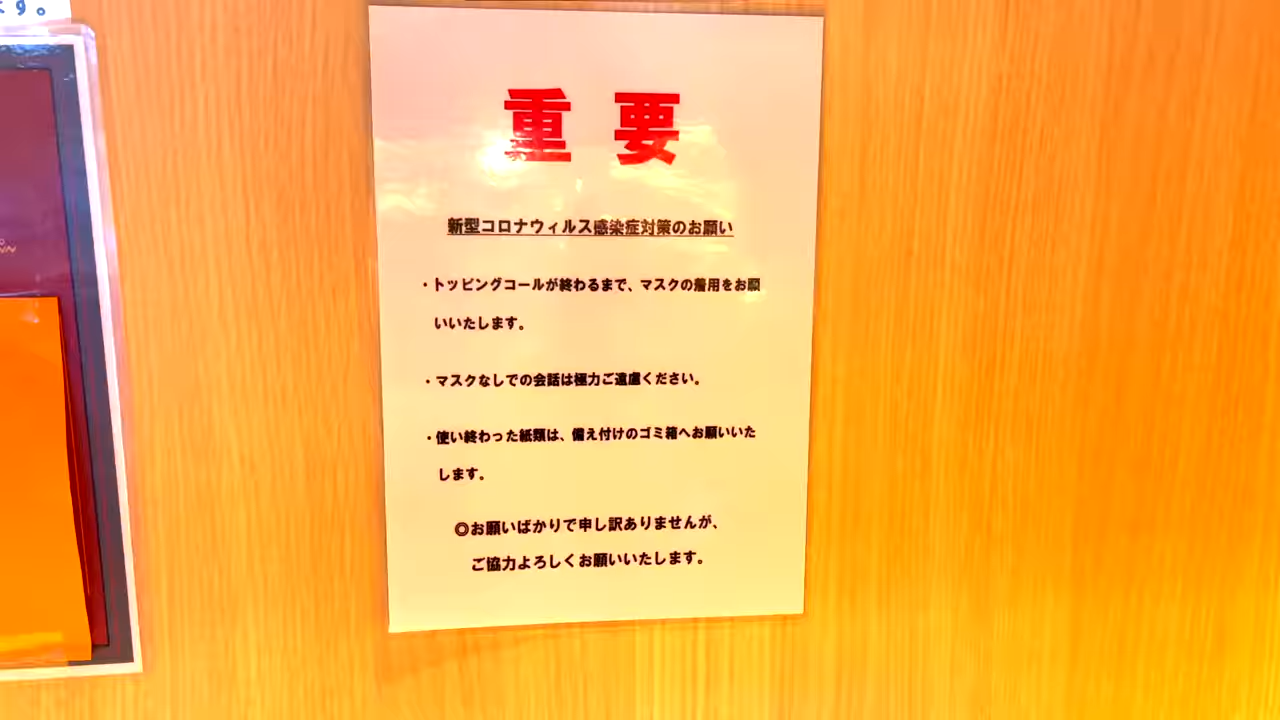 ます。
重要
新型コロナウィルス感染症対策のお願い
・トッピングコールが終わるまで、マスクの着用をお願
いいたします。
・マスクなしでの会話は極力ご遠慮ください。
・使い終わった紙類は、備え付けのゴミ箱へお願いいた
します。
◎お願いばかりで申し訳ありませんが、
ご協力よろしくお願いいたします。